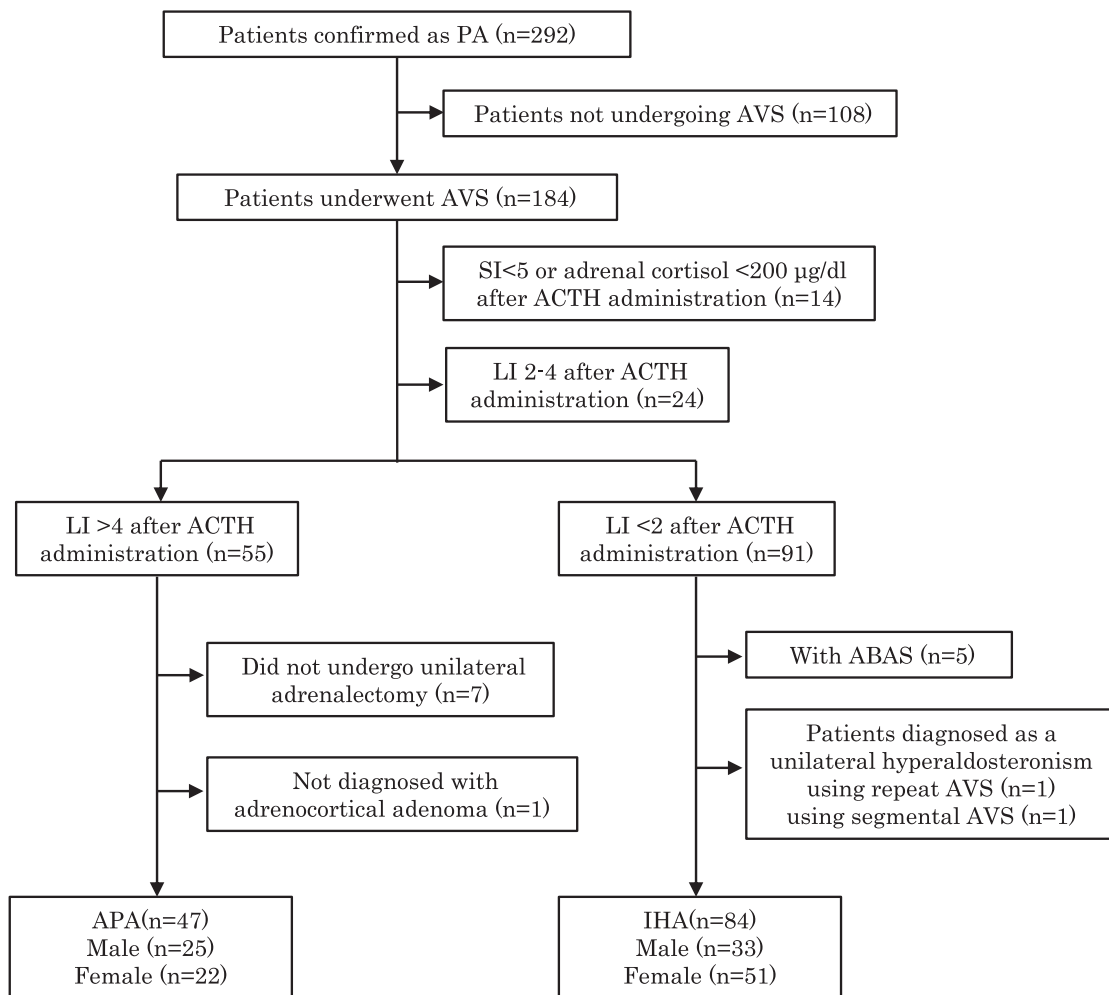 Patients confirmed as PA (n=292)
Patients not undergoing AVS (n=108)
Patients underwent AVS (n=184)
SI<5 or adrenal cortisol <200 µg/dl
after ACTH administration (n=14)
LI 2-4 after ACTH
administration (n=24)
LI >4 after ACTH
administration (n=55)
LI <2 after ACTH
administration (n=91)
Did not undergo unilateral
adrenalectomy (n=7)
With ABAS (n=5)
Not diagnosed with
adrenocortical adenoma (n=1)
Patients diagnosed as a
unilateral hyperaldosteronism
using repeat AVS (n=1)
using segmental AVS (n=1)
APA(n=47)
Male (n=25)
Female (n=22)
IHA(n=84)
Male (n=33)
Female (n=51)